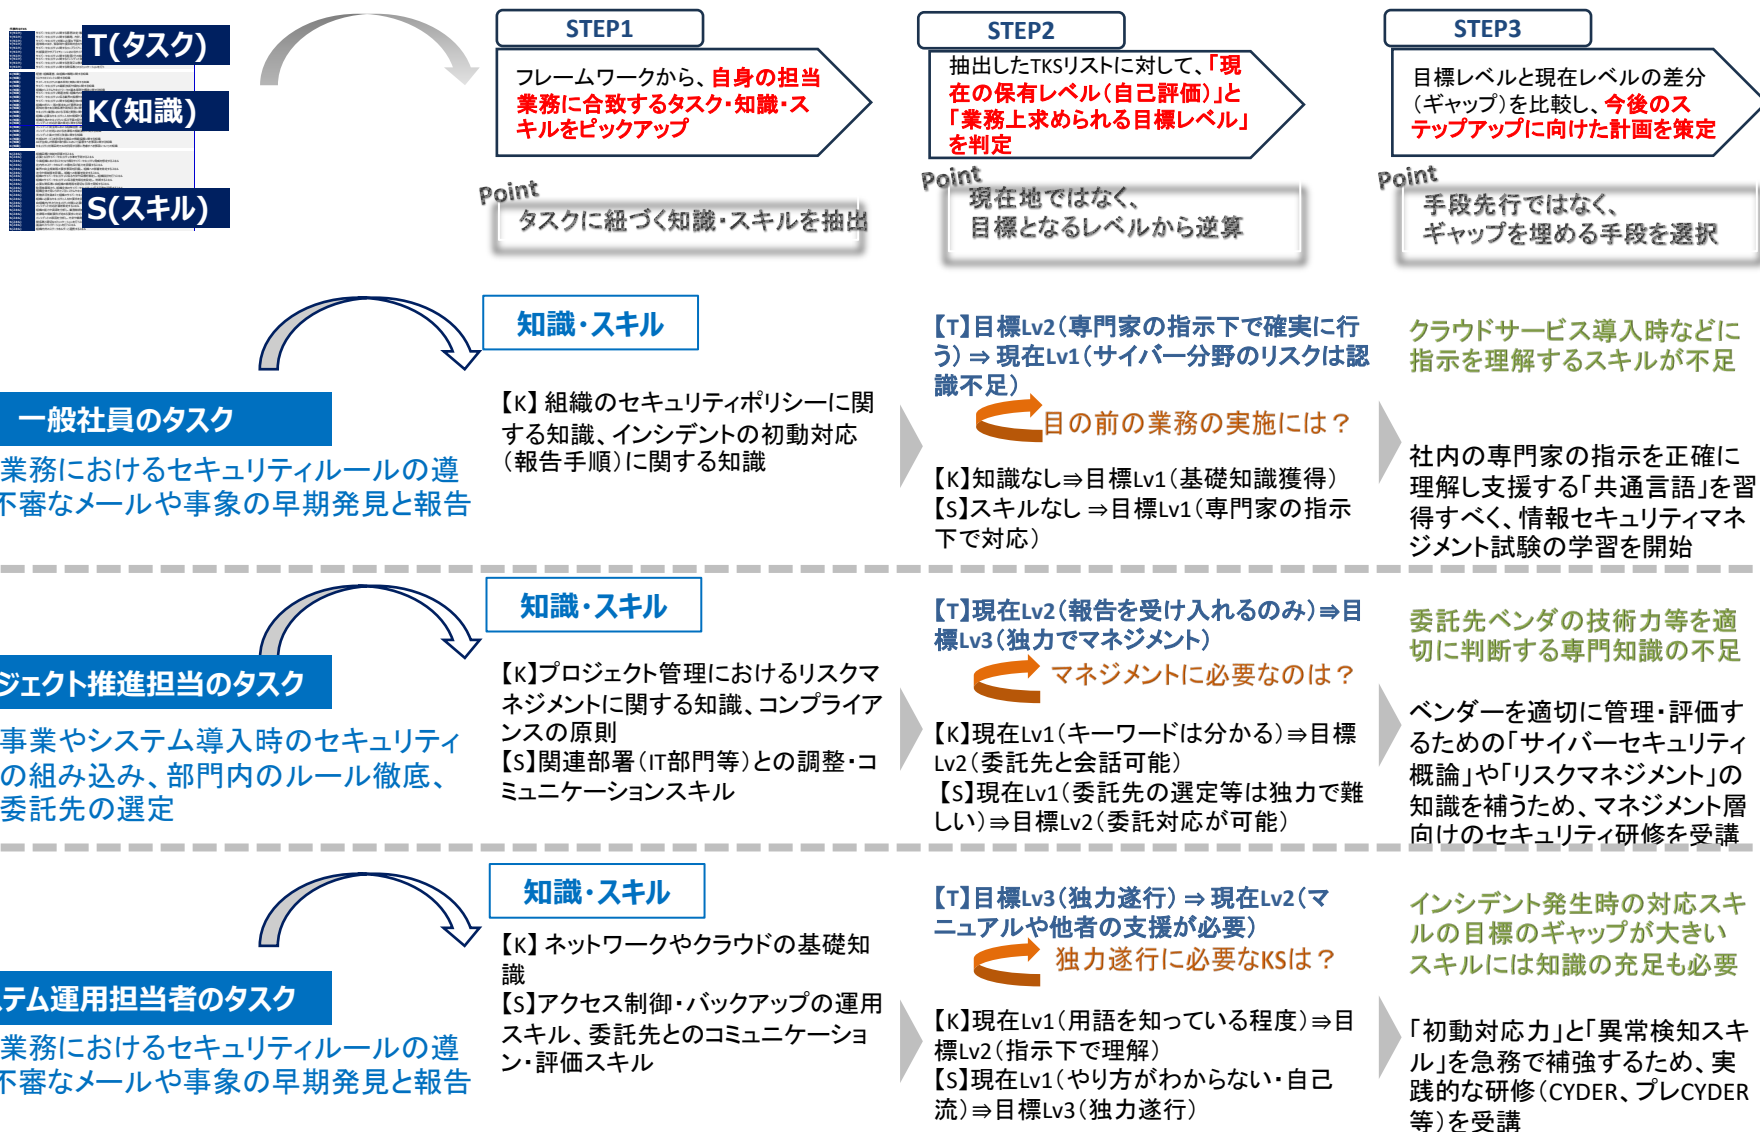 T(タスク)
K(知識)
S(スキル)
STEP1
フレームワークから、自身の担当
業務に合致するタスク・知識・ス
キルをピックアップ
Point
タスクに紐づく知識・スキルを抽出
STEP2
抽出したTKSリストに対して、「現
在の保有レベル(自己評価)」と
「業務上求められる目標レベル」
を判定
Point
現在地ではなく、
目標となるレベルから逆算
STEP3
目標レベルと現在レベルの差分
(ギャップ)を比較し、今後のス
テップアップに向けた計画を策定
Point
手段先行ではなく、
ギャップを埋める手段を選択
一般社員のタスク
業務におけるセキュリティルールの遵
不審なメールや事象の早期発見と報告
知識・スキル
【K】 組織のセキュリティポリシーに関
する知識、インシデントの初動対応
(報告手順)に関する知識
【T】目標Lv2(専門家の指示下で確実に行
う) ⇒ 現在Lv1(サイバー分野のリスクは認
識不足)
目の前の業務の実施には？
【K】知識なし⇒目標Lv1(基礎知識獲得)
【S】スキルなし ⇒目標Lv1(専門家の指示
下で対応)
クラウドサービス導入時などに
指示を理解するスキルが不足
社内の専門家の指示を正確に
理解し支援する「共通言語」を習
得すべく、情報セキュリティマネ
ジメント試験の学習を開始
ジェクト推進担当のタスク
事業やシステム導入時のセキュリティ
の組み込み、部門内のルール徹底、
委託先の選定
知識・スキル
【K】プロジェクト管理におけるリスクマ
ネジメントに関する知識、コンプライア
ンスの原則
【S】関連部署(IT部門等)との調整・コ
ミュニケーションスキル
【T】現在Lv2(報告を受け入れるのみ)⇒目
標Lv3(独力でマネジメント)
マネジメントに必要なのは？
【K】現在Lv1(キーワードは分かる)⇒目標
Lv2(委託先と会話可能)
【S】現在Lv1(委託先の選定等は独力で難
しい)⇒目標Lv2(委託対応が可能)
委託先ベンダの技術力等を適
切に判断する専門知識の不足
ベンダーを適切に管理・評価す
るための「サイバーセキュリティ
概論」や「リスクマネジメント」の
知識を補うため、マネジメント層
向けのセキュリティ研修を受講
ステム運用担当者のタスク
業務におけるセキュリティルールの遵
不審なメールや事象の早期発見と報告
知識・スキル
【K】 ネットワークやクラウドの基礎知
識
【S】アクセス制御・バックアップの運用
スキル、委託先とのコミュニケーショ
ン・評価スキル
【T】目標Lv3(独力遂行) ⇒ 現在Lv2(マ
ニュアルや他者の支援が必要)
独力遂行に必要なKSは？
【K】現在Lv1(用語を知っている程度)⇒目
標Lv2(指示下で理解)
【S】現在Lv1(やり方がわからない・自己
流)⇒目標Lv3(独力遂行)
インシデント発生時の対応スキ
ルの目標のギャップが大きい
スキルには知識の充足も必要
「初動対応力」と「異常検知スキ
ル」を急務で補強するため、実
践的な研修(CYDER、プレCYDER
等)を受講